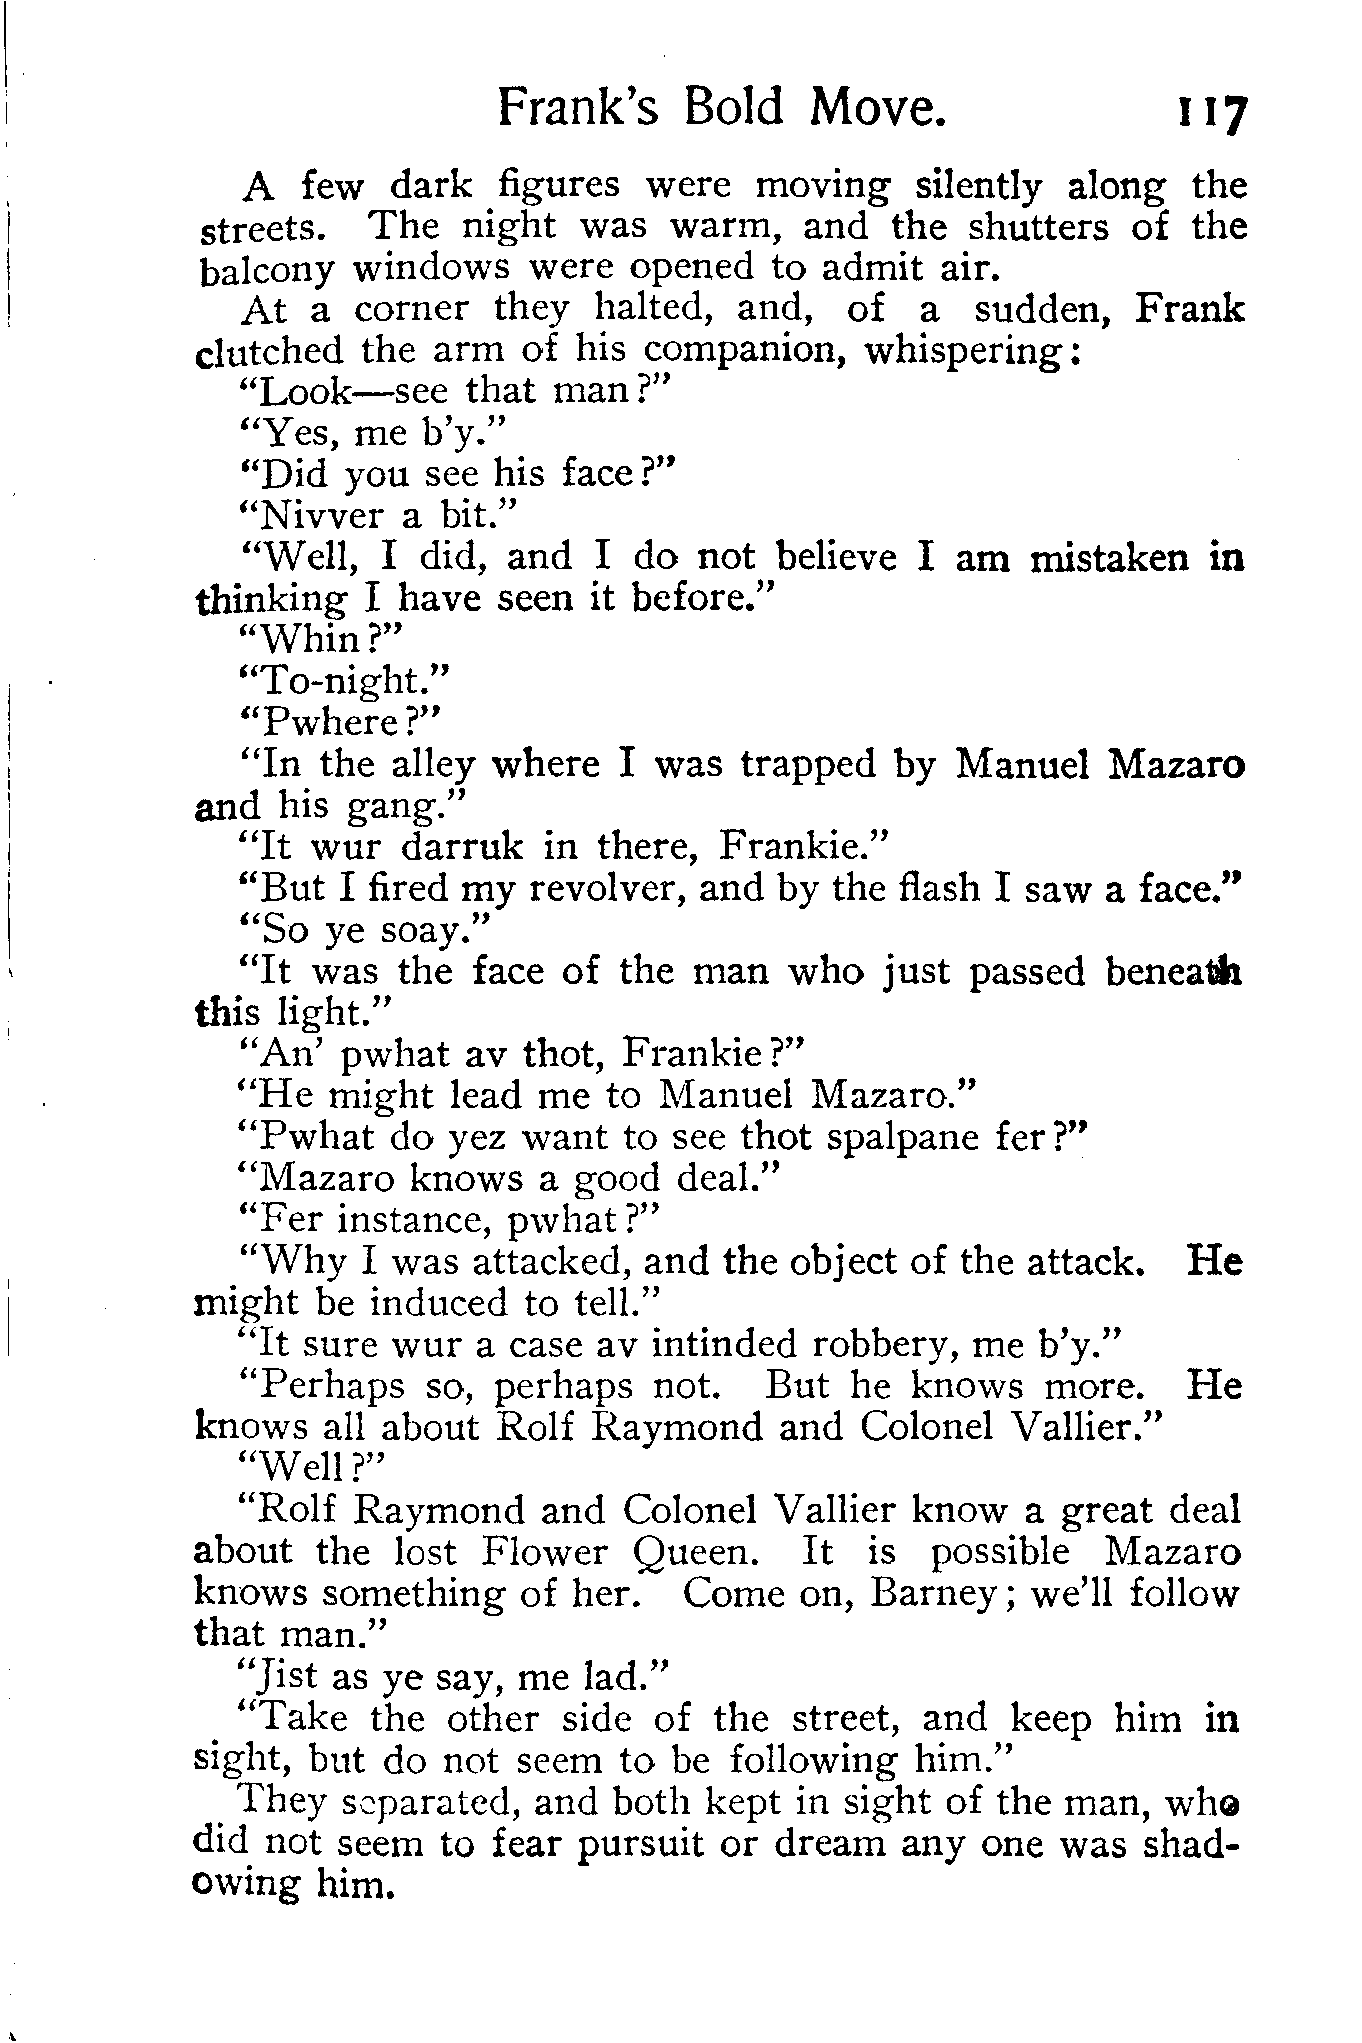 Frank's Bold Move. 117
A few dark figures were moving silently along the
streets. The night was warm, and the shutters of the
balcony windows were opened to admit air.
At a corner they halted, and, of a sudden, Frank
clutched the arm of his companion, whispering:
“Look—see that man?”
“Yes, me b’y.”
“Did you see his face?”
“Nivver a bit.”
“Well, I did, and I do not believe I am mistaken in
thinking I have seen it before.”
“Whin?”
“To-night.”
“Pwhere?”
“In the alley where I was trapped by Manuel Mazaro
and his gang.”
“It wur darruk in there, Frankie.”
“But I fired my revolver, and by the flash I saw a face.”
“So ye soay.”
“It was the face of the man who just passed beneath
this light.”
“An’ pwhat av thot, Frankie?”
“He might lead me to Manuel Mazaro.”
“Pwhat do yez want to see thot spalpane fer?”
“Mazaro knows a good deal.”
“Fer instance, pwhat?”
“Why I was attacked, and the object of the attack. He
might be induced to tell.”
“It sure wur a case av intinded robbery, me b’y.”
“Perhaps so, perhaps not. But he knows more. He
knows all about Rolf Raymond and Colonel Vallier.”
“Well?”
“Rolf Raymond and Colonel Vallier know a great deal
about the lost Flower Queen. It is possible Mazaro
knows something of her. Come on, Barney; we’ll follow
that man.”
“Jist as ye say, me lad.”
“Take the other side of the street, and keep him in
sight, but do not seem to be following him.”
They separated, and both kept in sight of the man, who
did not seem to fear pursuit or dream any one was shad-
owing him.